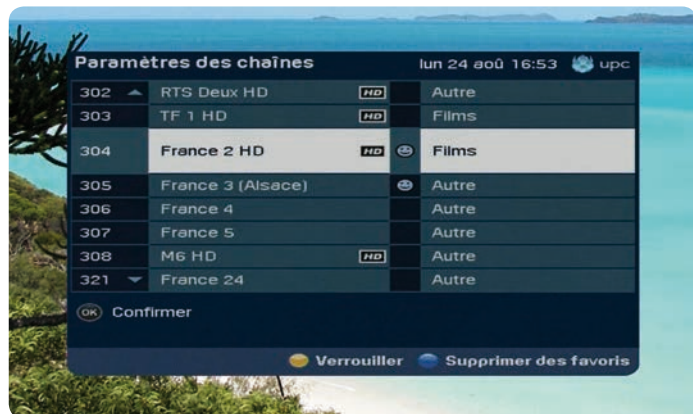 Paramètres des chaînes lun 24 aoû 16:53 upc
302 RTS Deux HD HD Autre
303 TF 1 HD HD Films
304 France 2 HD HD Films
305 France 3 (Alsace) Autre
306 France 4 Autre
307 France 5 Autre
308 M6 HD HD Autre
321 France 24 Autre
OK Confirmer
Verrouiller Supprimer des favoris